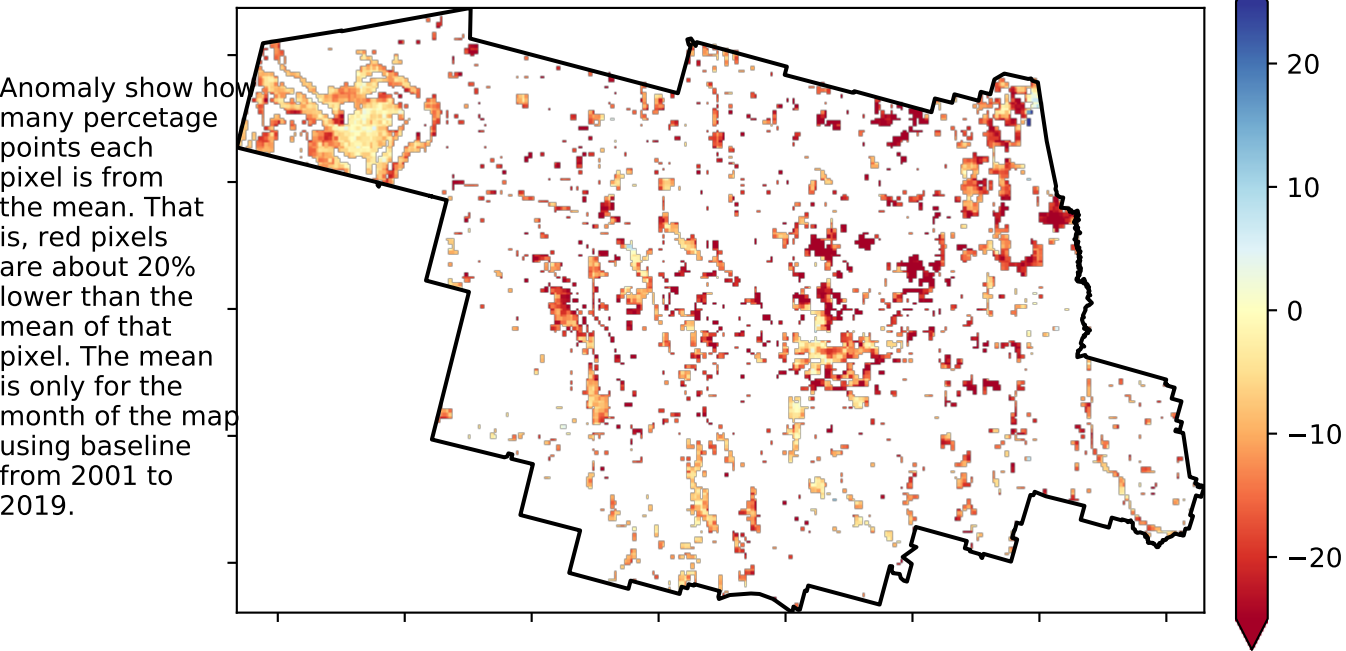 Anomaly show how
many percetage
points each
pixel is from
the mean. That
is, red pixels
are about 20%
lower than the
mean of that
pixel. The mean
is only for the
month of the map
using baseline
from 2001 to
2019.
20
10
0
−10
−20